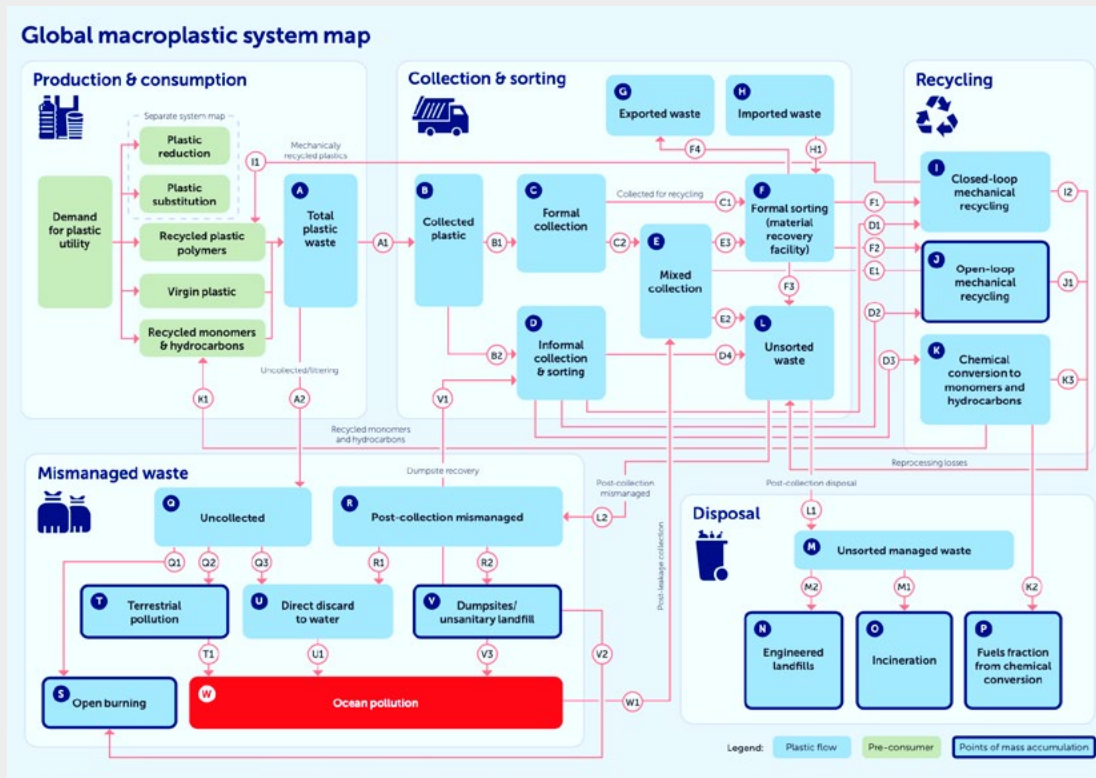 Global macroplastic system map
Production & consumption
Separate system map
Plastic
reduction
Plastic
substitution
Demand
for plastic
utility
Recycled plastic
polymers
Virgin plastic
Recycled monomers
& hydrocarbons
Mechanically
recycled plastics
I1
A
Total
plastic
waste
A1
Uncollected/littering
A2
K1
Recycled monomers
and hydrocarbons
V1
Collection & sorting
B
Collected
plastic
B1
B2
C
Formal
collection
Collected for recycling
C1
C2
D
Informal
collection
& sorting
D4
E
Mixed
collection
E3
E2
E1
F
Formal sorting
(material
recovery
facility)
F1
F2
F3
F4
G
Exported waste
H
Imported waste
H1
L
Unsorted
waste
D1
D2
D3
Recycling
I
Closed-loop
mechanical
recycling
I2
J
Open-loop
mechanical
recycling
J1
K
Chemical
conversion to
monomers and
hydrocarbons
K3
Reprocessing losses
Mismanaged waste
Dumpsite recovery
Post-collection
mismanaged
L2
Q
Uncollected
R
Post-collection mismanaged
Q1
Q2
Q3
R1
R2
T
Terrestrial
pollution
U
Direct discard
to water
V
Dumpsites/
unsanitary landfill
T1
U1
V3
V2
S
Open burning
W
Ocean pollution
W1
Post-leakage collection
Post-collection disposal
L1
Disposal
M
Unsorted managed waste
M2
M1
K2
N
Engineered
landfills
O
Incineration
P
Fuels fraction
from chemical
conversion
Legend:
Plastic flow
Pre-consumer
Points of mass accumulation